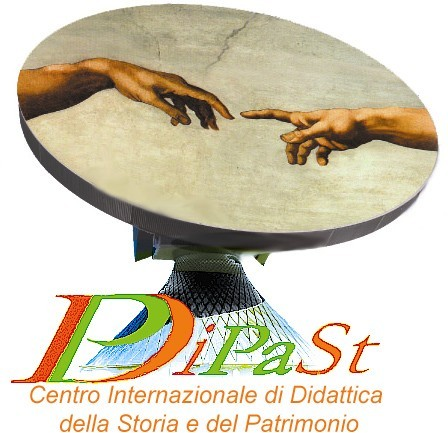 DiPaSt
Centro Internazionale di Didattica
della Storia e del Patrimonio